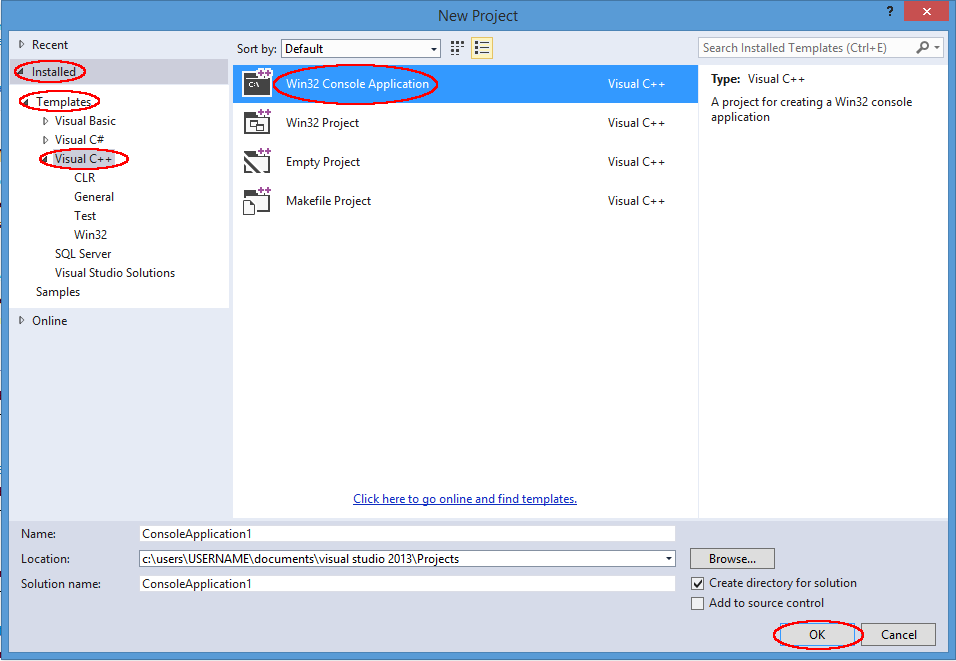 New Project
?
Recent
Installed
Templates
Visual Basic
Visual C#
Visual C++
CLR
General
Test
Win32
SQL Server
Visual Studio Solutions
Samples
Online
Sort by: Default
Search Installed Templates (Ctrl+E)
C:\ Win32 Console Application Visual C++
Win32 Project Visual C++
Empty Project Visual C++
Makefile Project Visual C++
Click here to go online and find templates.
Type: Visual C++
A project for creating a Win32 console
application
Name: ConsoleApplication1
Location: c:\users\USERNAME\documents\visual studio 2013\Projects
Browse...
Solution name: ConsoleApplication1
Create directory for solution
Add to source control
OK Cancel